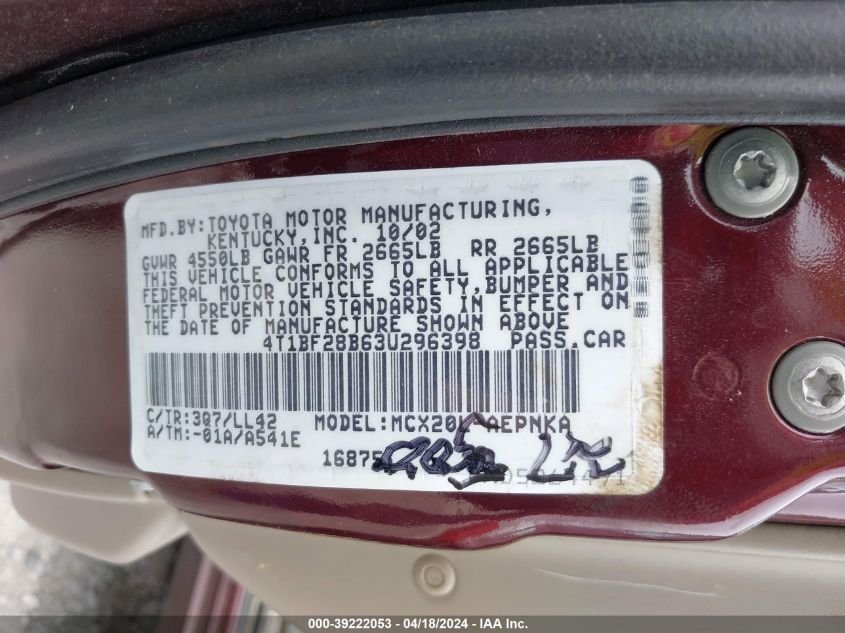 MFD.BY:TOYOTA MOTOR MANUFACTURING,
KENTUCKY,INC. 10/02
GVWR 4550LB GAWR FR 2665LB RR 2665LB
THIS VEHICLE CONFORMS TO ALL APPLICABLE
FEDERAL MOTOR VEHICLE SAFETY,BUMPER AND
THEFT PREVENTION STANDARDS IN EFFECT ON
THE DATE OF MANUFACTURE SHOWN ABOVE
4T1BF28B63U296398 PASS.CAR
C/TR:3Q7/LL42 MODEL:MCX20L-AEPNKA
A/TM:-01A/A541E
16875
000-39222053 - 04/18/2024 - IAA Inc.